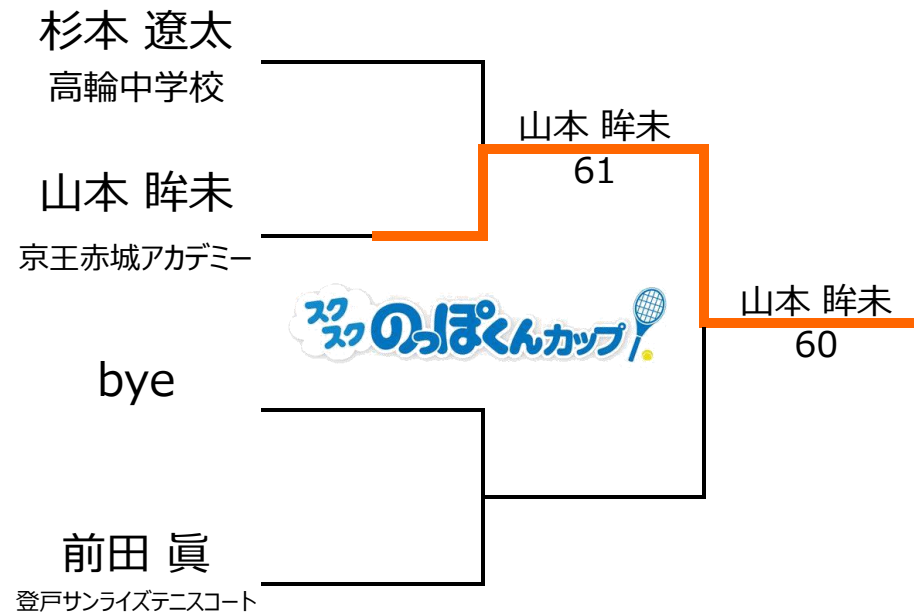 杉本 遼太
高輪中学校
山本 眸未
61
山本 眸未
京王赤城アカデミー
スクスクのっぽくんカップ
山本 眸未
60
bye
前田 眞
登戸サンライズテニスコート